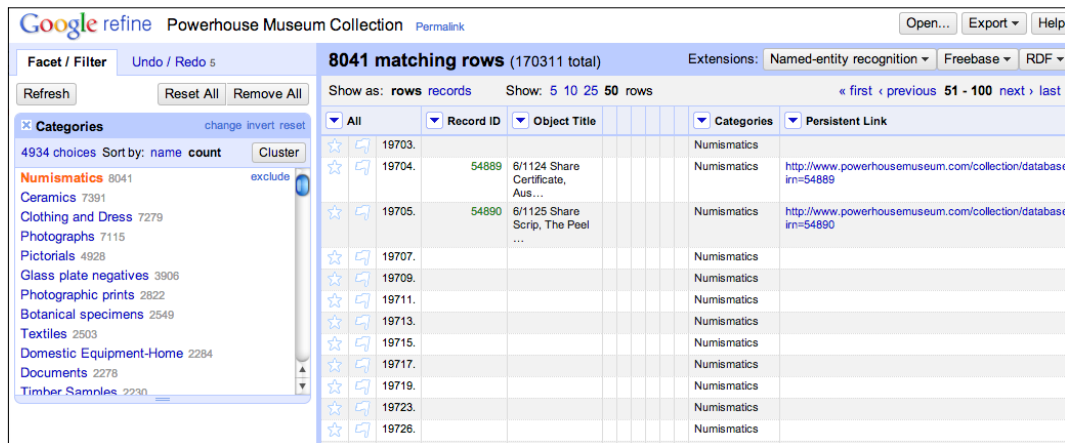 Google refine Powerhouse Museum Collection Permalink Open... Export Help
Facet / Filter Undo / Redo 5
Refresh Reset All Remove All
Categories change invert reset
4934 choices Sort by: name count Cluster
Numismatics 8041 exclude
Ceramics 7391
Clothing and Dress 7279
Photographs 7115
Pictorials 4928
Glass plate negatives 3906
Photographic prints 2822
Botanical specimens 2549
Textiles 2503
Domestic Equipment-Home 2284
Documents 2278
Timber Samples 2230
8041 matching rows (170311 total) Extensions: Named-entity recognition Freebase RDF
Show as: rows records Show: 5 10 25 50 rows « first ‹ previous 51 - 100 next › last
All Record ID Object Title Categories Persistent Link
19703. Numismatics
19704. 54889 6/1124 Share Numismatics http://www.powerhousemuseum.com/collection/database
Certificate, irn=54889
Aus...
19705. 54890 6/1125 Share Numismatics http://www.powerhousemuseum.com/collection/database
Scrip, The Peel irn=54890
...
19707. Numismatics
19709. Numismatics
19711. Numismatics
19713. Numismatics
19715. Numismatics
19717. Numismatics
19719. Numismatics
19723. Numismatics
19726. Numismatics